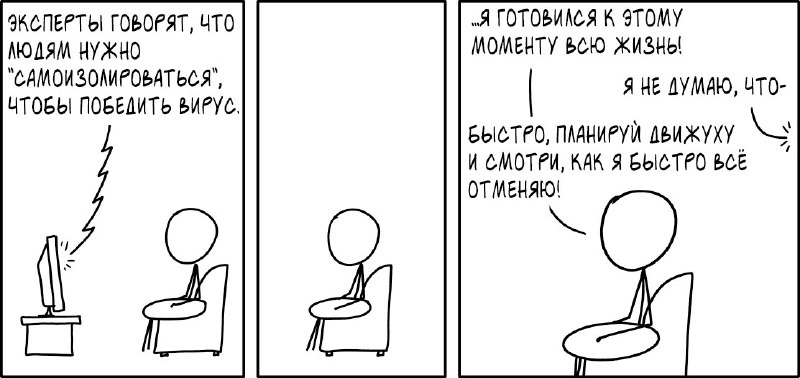 ЭКСПЕРТЫ ГОВОРЯТ, ЧТО
ЛЮДЯМ НУЖНО
"САМОИЗОЛИРОВАТЬСЯ",
ЧТОБЫ ПОБЕДИТЬ ВИРУС.
...Я ГОТОВИЛСЯ К ЭТОМУ
МОМЕНТУ ВСЮ ЖИЗНЬ!
Я НЕ ДУМАЮ, ЧТО-
БЫСТРО, ПЛАНИРУЙ ДВИЖУХУ
И СМОТРИ, КАК Я БЫСТРО ВСЁ
ОТМЕНЯЮ!